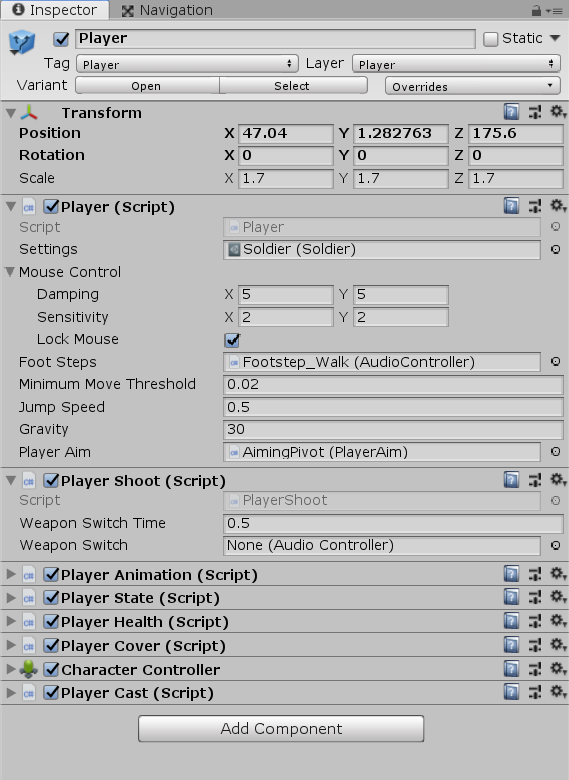 Inspector Navigation
Player Static
Tag Player Layer Player
Variant Open Select Overrides
Transform
Position X 47.04 Y 1.282763 Z 175.6
Rotation X 0 Y 0 Z 0
Scale X 1.7 Y 1.7 Z 1.7
Player (Script)
Script Player
Settings Soldier (Soldier)
Mouse Control
Damping X 5 Y 5
Sensitivity X 2 Y 2
Lock Mouse
Foot Steps Footstep_Walk (AudioController)
Minimum Move Threshold 0.02
Jump Speed 0.5
Gravity 30
Player Aim AimingPivot (PlayerAim)
Player Shoot (Script)
Script PlayerShoot
Weapon Switch Time 0.5
Weapon Switch None (Audio Controller)
Player Animation (Script)
Player State (Script)
Player Health (Script)
Player Cover (Script)
Character Controller
Player Cast (Script)
Add Component